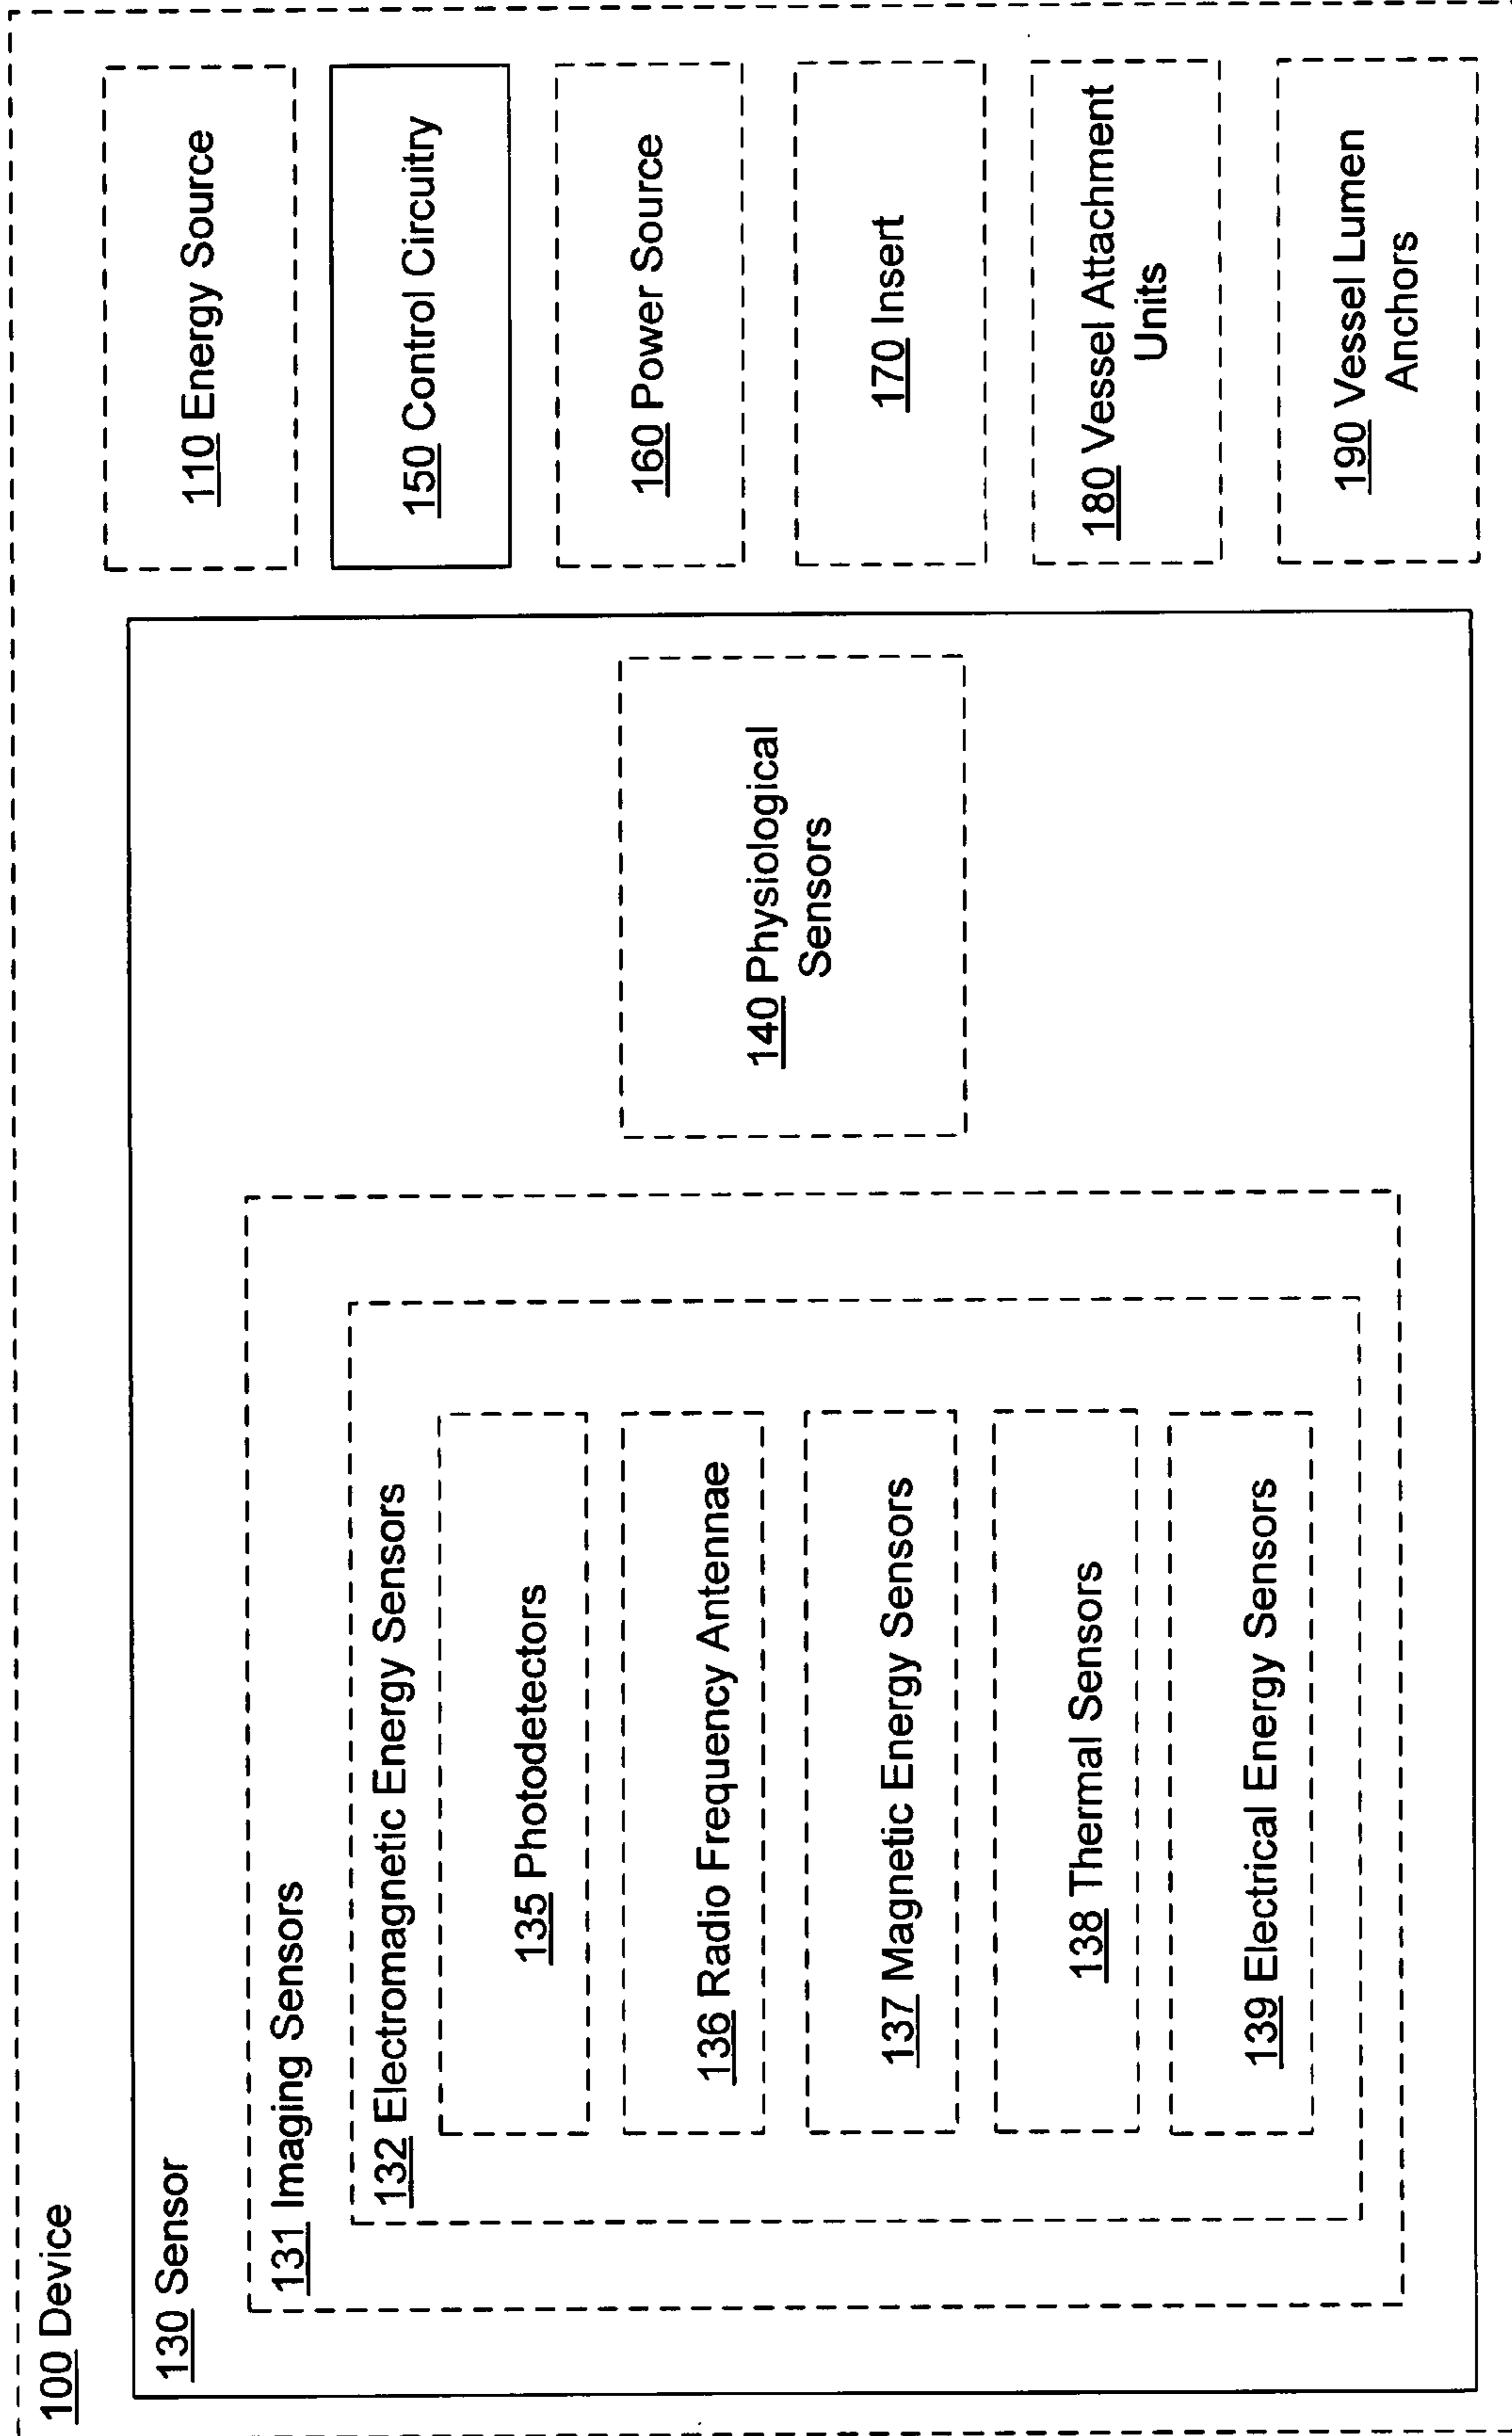 100 Device
130 Sensor
131 Imaging Sensors
132 Electromagnetic Energy Sensors
135 Photodetectors
136 Radio Frequency Antennae
137 Magnetic Energy Sensors
138 Thermal Sensors
139 Electrical Energy Sensors
140 Physiological
Sensors
110 Energy Source
150 Control Circuitry
160 Power Source
170 Insert
180 Vessel Attachment
Units
190 Vessel Lumen
Anchors